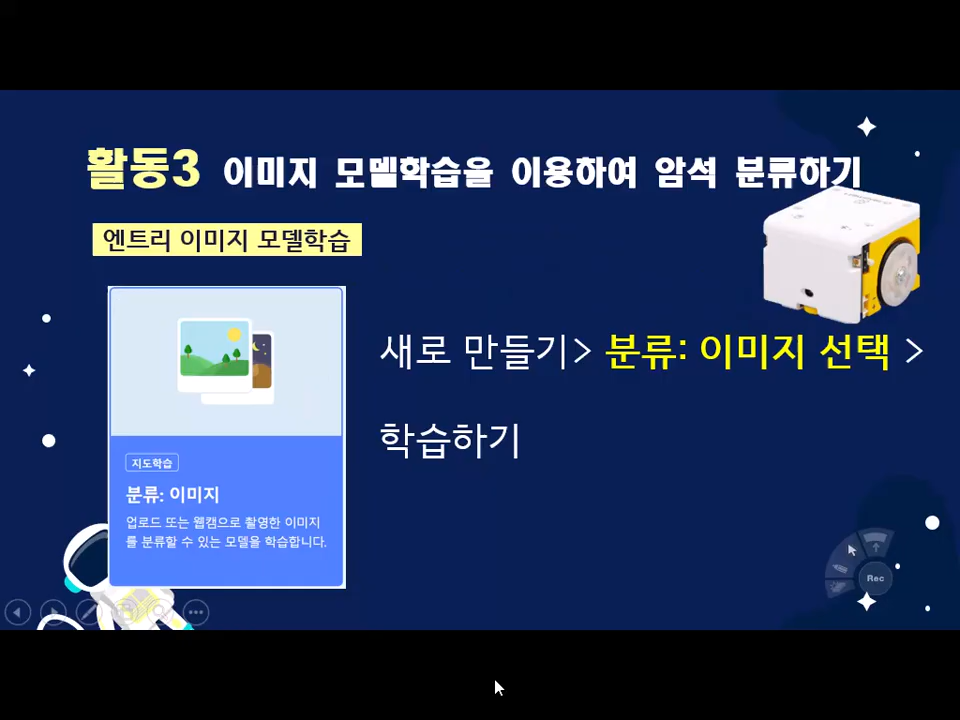 활동3 이미지 모델학습을 이용하여 암석 분류하기
엔트리 이미지 모델학습
새로 만들기> 분류: 이미지 선택 >
학습하기
지도학습
분류: 이미지
업로드 또는 웹캠으로 촬영한 이미지
를 분류할 수 있는 모델을 학습합니다.
Rec